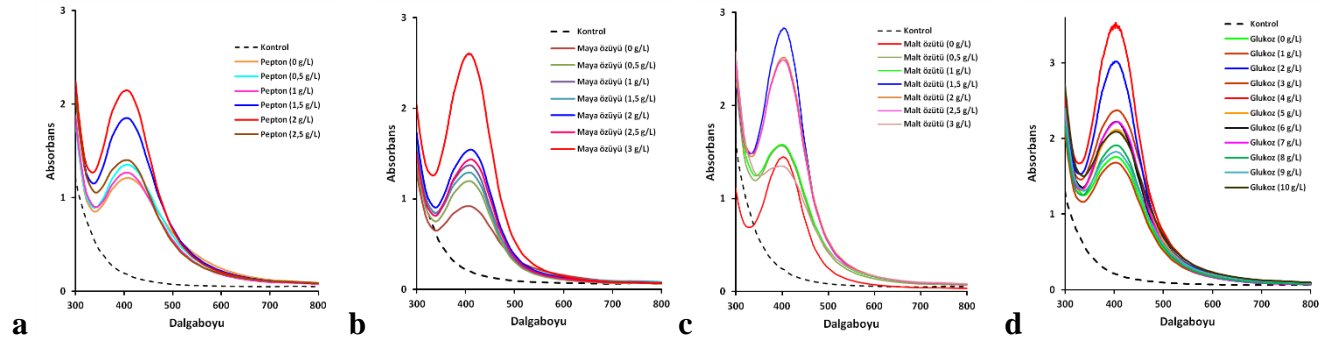 3
2
1
0
Absorbans
300 400 500 600 700 800
Dalgaboyu
Kontrol
Pepton (0 g/L)
Pepton (0,5 g/L)
Pepton (1 g/L)
Pepton (1,5 g/L)
Pepton (2 g/L)
Pepton (2,5 g/L)
a
3
2
1
0
Absorbans
300 400 500 600 700 800
Dalgaboyu
Kontrol
Maya özüyü (0 g/L)
Maya özüyü (0,5 g/L)
Maya özüyü (1 g/L)
Maya özüyü (1,5 g/L)
Maya özüyü (2 g/L)
Maya özüyü (2,5 g/L)
Maya özüyü (3 g/L)
b
3
2
1
0
Absorbans
300 400 500 600 700 800
Dalgaboyu
Kontrol
Malt özütü (0 g/L)
Malt özütü (0,5 g/L)
Malt özütü (1 g/L)
Malt özütü (1,5 g/L)
Malt özütü (2 g/L)
Malt özütü (2,5 g/L)
Malt özütü (3 g/L)
c
3
2
1
0
Absorbans
300 400 500 600 700 800
Dalgaboyu
Kontrol
Glukoz (0 g/L)
Glukoz (1 g/L)
Glukoz (2 g/L)
Glukoz (3 g/L)
Glukoz (4 g/L)
Glukoz (5 g/L)
Glukoz (6 g/L)
Glukoz (7 g/L)
Glukoz (8 g/L)
Glukoz (9 g/L)
Glukoz (10 g/L)
d